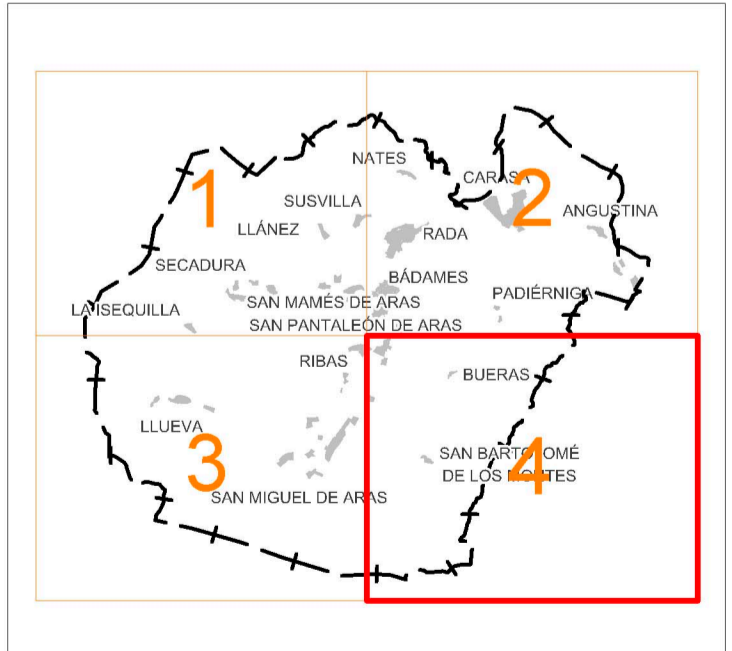 NATES
CARASA
1
2
SUSVILLA
ANGUSTINA
LLÁNEZ
RADA
SECADURA
BÁDAMES
PADIÉRNIGA
SAN MAMÉS DE ARAS
LA ISEQUILLA
SAN PANTALEÓN DE ARAS
RIBAS
BUERAS
LLUEVA
3
SAN BARTOLOMÉ
DE LOS MONTES
4
SAN MIGUEL DE ARAS